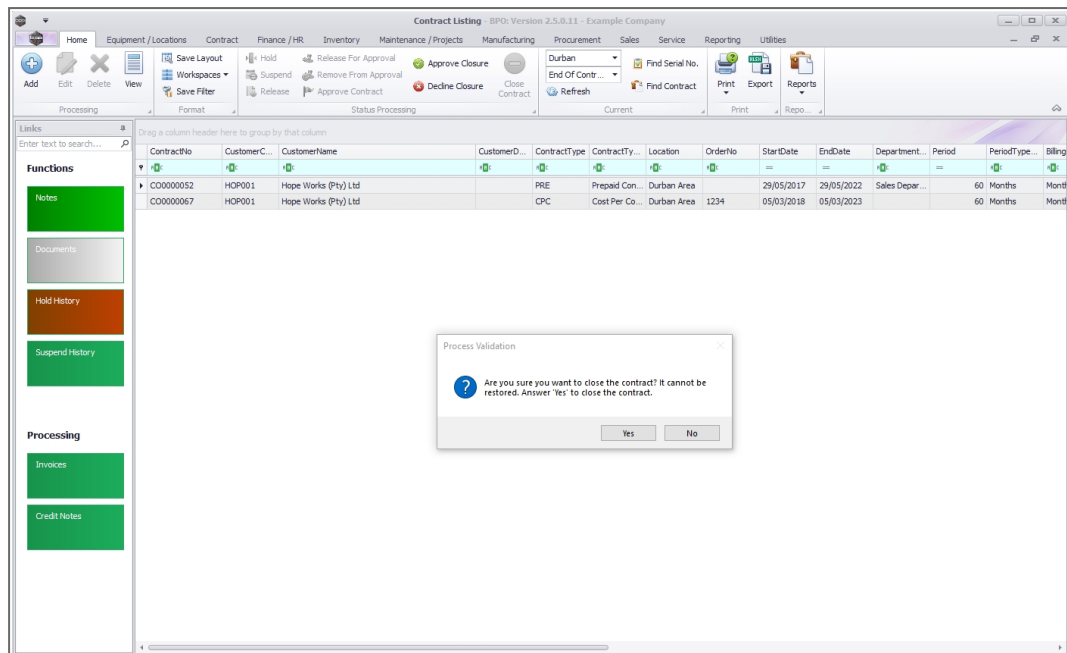 Contract Listing - BPO: Version 2.5.0.11 - Example Company
Home Equipment / Locations Contract Finance / HR Inventory Maintenance / Projects Manufacturing Procurement Sales Service Reporting Utilities
Add Edit Delete View
Processing
Save Layout
Workspaces
Save Filter
Format
Hold
Suspend
Release
Release For Approval
Remove From Approval
Approve Contract
Approve Closure
Decline Closure
Close Contract
Status Processing
Durban
End Of Contr...
Refresh
Find Serial No.
Find Contract
Current
Print Export
Print
Reports
Repo...
Links
Enter text to search...
Functions
Notes
Documents
Hold History
Suspend History
Processing
Invoices
Credit Notes
Drag a column header here to group by that column
ContractNo CustomerC... CustomerName CustomerD... ContractType ContractTy... Location OrderNo StartDate EndDate Department... Period PeriodType... Billing
CO0000052 HOP001 Hope Works (Pty) Ltd PRE Prepaid Con... Durban Area 29/05/2017 29/05/2022 Sales Depar... 60 Months Mont
CO0000067 HOP001 Hope Works (Pty) Ltd CPC Cost Per Co... Durban Area 1234 05/03/2018 05/03/2023 60 Months Mont
Process Validation
Are you sure you want to close the contract? It cannot be
restored. Answer 'Yes' to close the contract.
Yes No